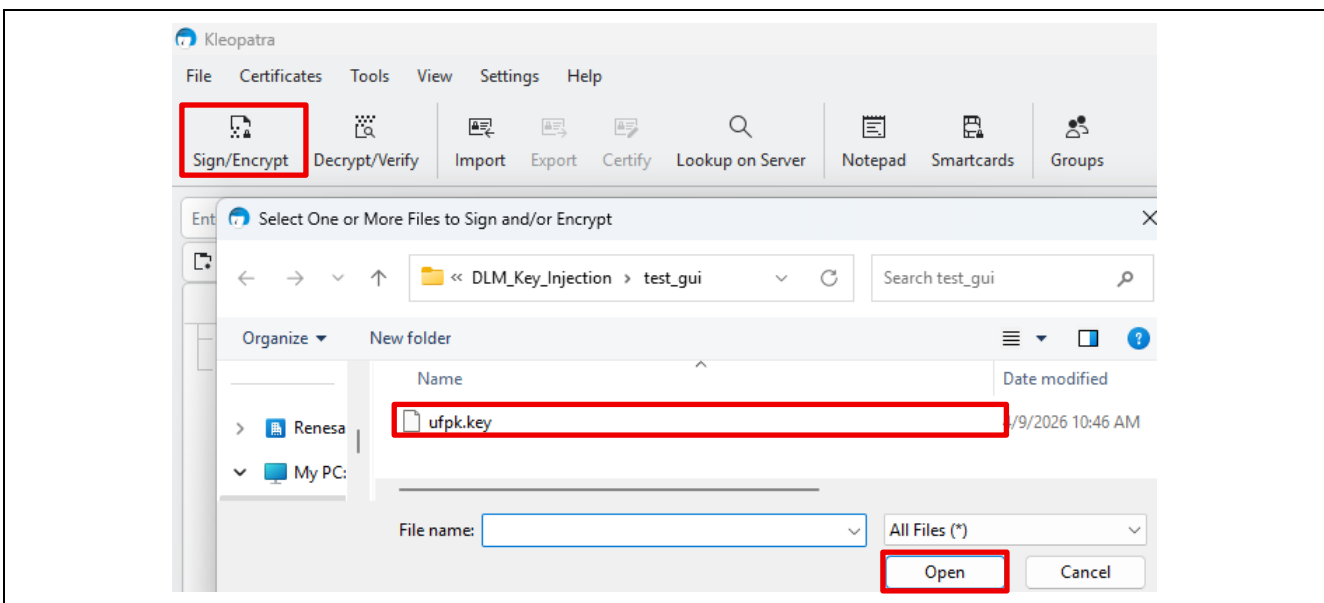 Kleopatra
File Certificates Tools View Settings Help
Sign/Encrypt Decrypt/Verify Import Export Certify Lookup on Server Notepad Smartcards Groups
Ent
Select One or More Files to Sign and/or Encrypt
« DLM_Key_Injection > test_gui Search test_gui
Organize New folder
Name Date modified
Renesa
ufpk.key /9/2026 10:46 AM
My PC:
File name: All Files (*)
Open Cancel